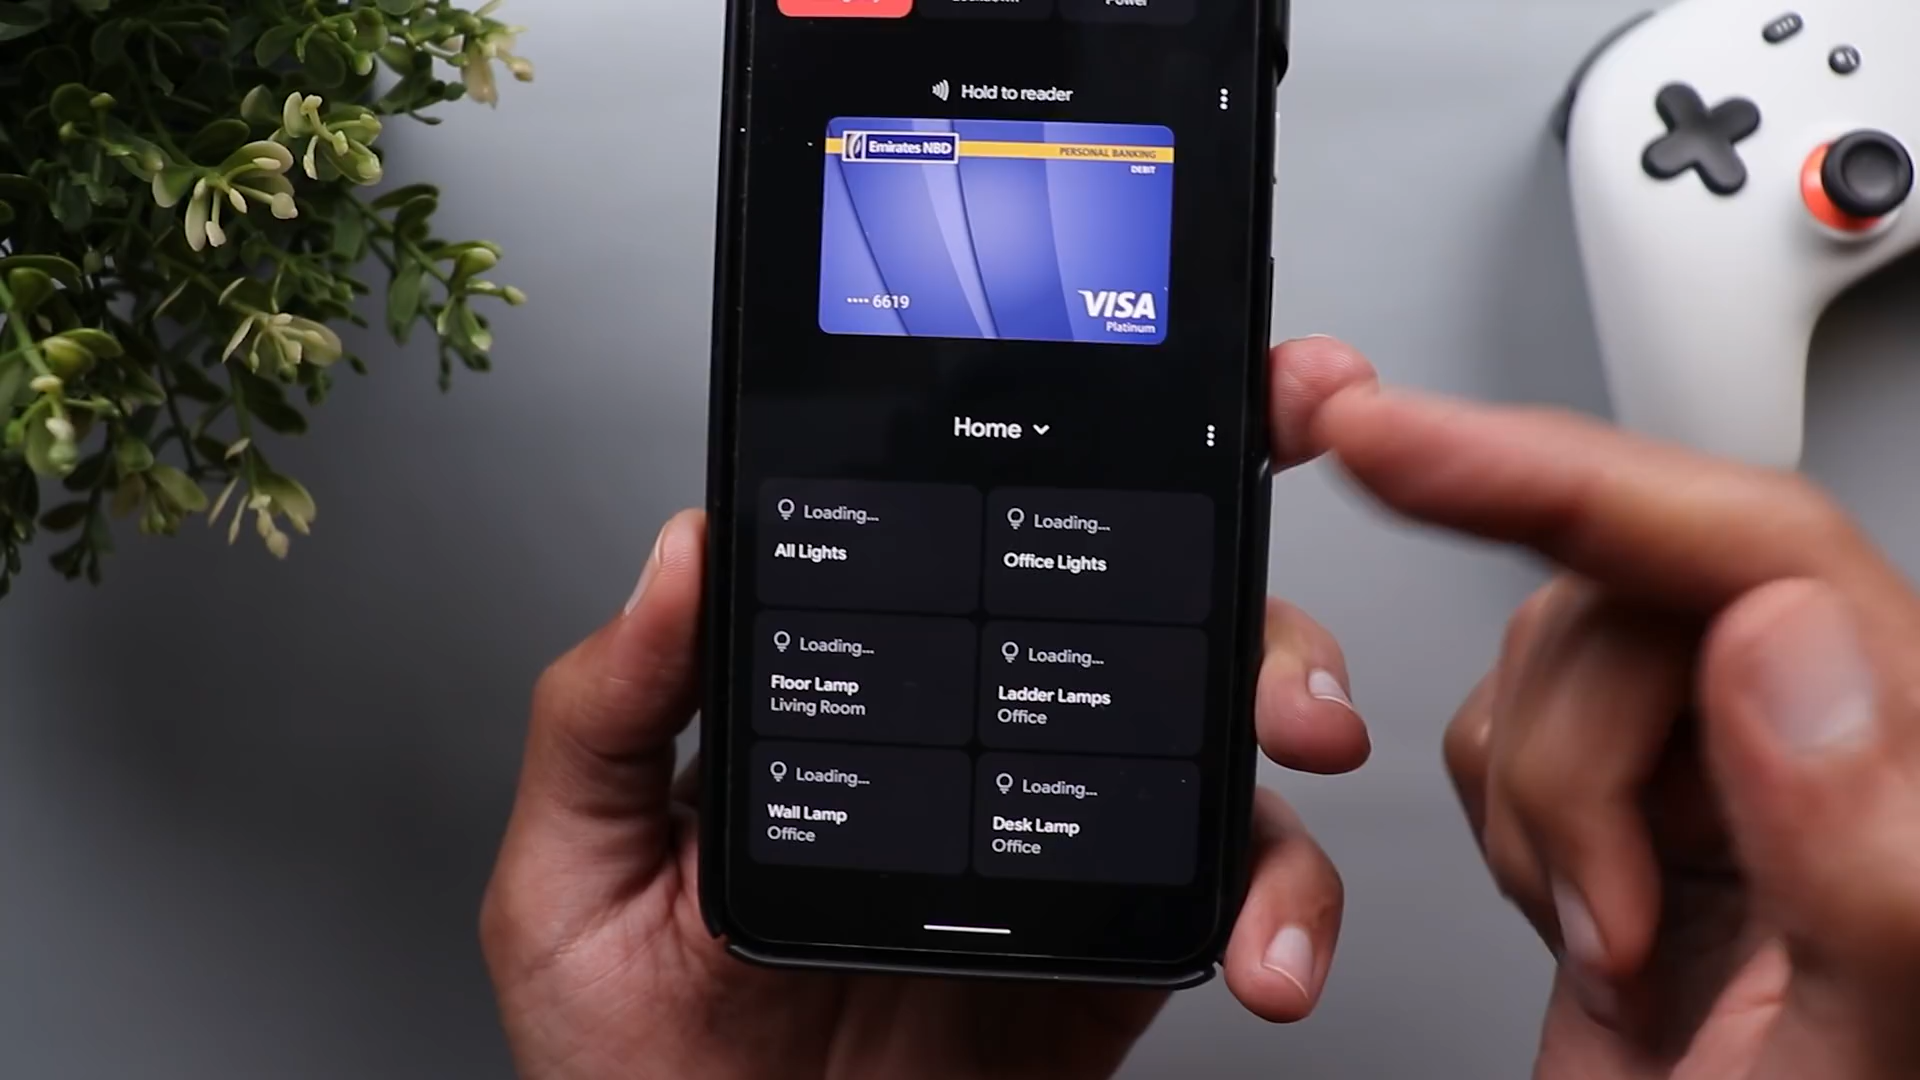 Power
Hold to reader
Emirates NBD
PERSONAL BANKING
DEBIT
•••• 6619
VISA
Platinum
Home
Loading...
All Lights
Loading...
Office Lights
Loading...
Floor Lamp
Living Room
Loading...
Ladder Lamps
Office
Loading...
Wall Lamp
Office
Loading...
Desk Lamp
Office